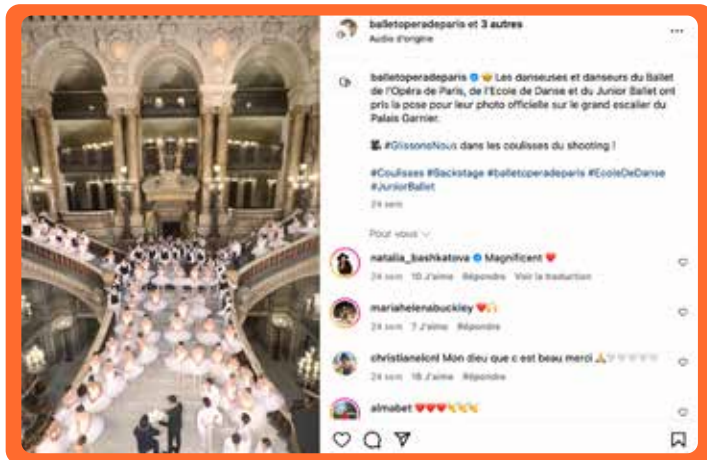 balletoperadeparis et 3 autres
Audio d'origine
balletoperadeparis 🤩 Les danseuses et danseurs du Ballet
de l'Opéra de Paris, de l'Ecole de Danse et du Junior Ballet ont
pris la pose pour leur photo officielle sur le grand escalier du
Palais Garnier.
#GlissonsNous dans les coulisses du shooting !
#Coulisses #Backstage #balletoperadeparis #EcoleDeDanse
#JuniorBallet
24 sem
Pour vous
natalia_bashkatova Magnificent ❤️
24 sem 10 J'aime Répondre Voir la traduction
mariahelenabuckley
24 sem 7 J'aime Répondre
christianelcnl Mon dieu que c est beau merci
24 sem 18 J'aime Répondre
almabet